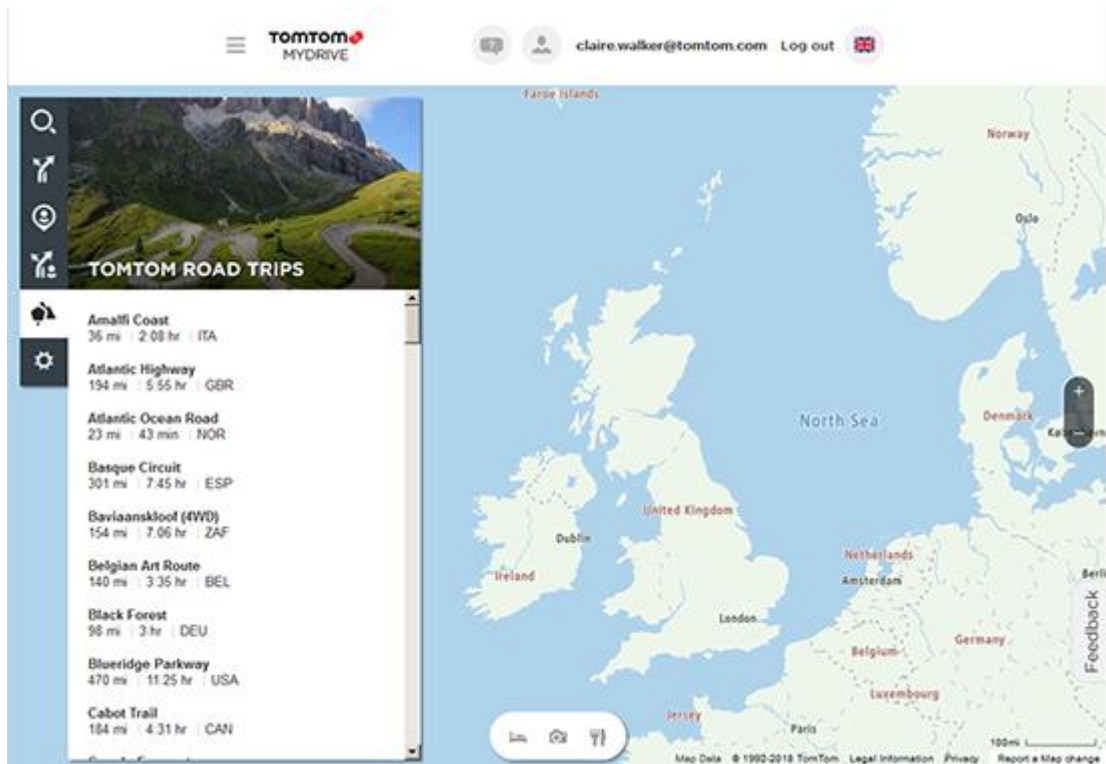 TOMTOM
MYDRIVE
claire.walker@tomtom.com Log out
TOMTOM ROAD TRIPS
Amalfi Coast
36 mi 2:08 hr ITA
Atlantic Highway
194 mi 5:55 hr GBR
Atlantic Ocean Road
23 mi 43 min NOR
Basque Circuit
301 mi 7:45 hr ESP
Baviaanskloof (4WD)
154 mi 7:06 hr ZAF
Belgian Art Route
140 mi 3:35 hr BEL
Black Forest
98 mi 3 hr DEU
Blueridge Parkway
470 mi 11:25 hr USA
Cabot Trail
184 mi 4:31 hr CAN
Faroe Islands
Norway
Oslo
North Sea
Denmark
United Kingdom
Dublin
Ireland
Netherlands
Amsterdam
Berli
London
Feedback
Germany
Belgium
Luxembourg
Jersey
Paris
100mi
Map Data © 1992-2018 TomTom Legal Information Privacy Report a Map change